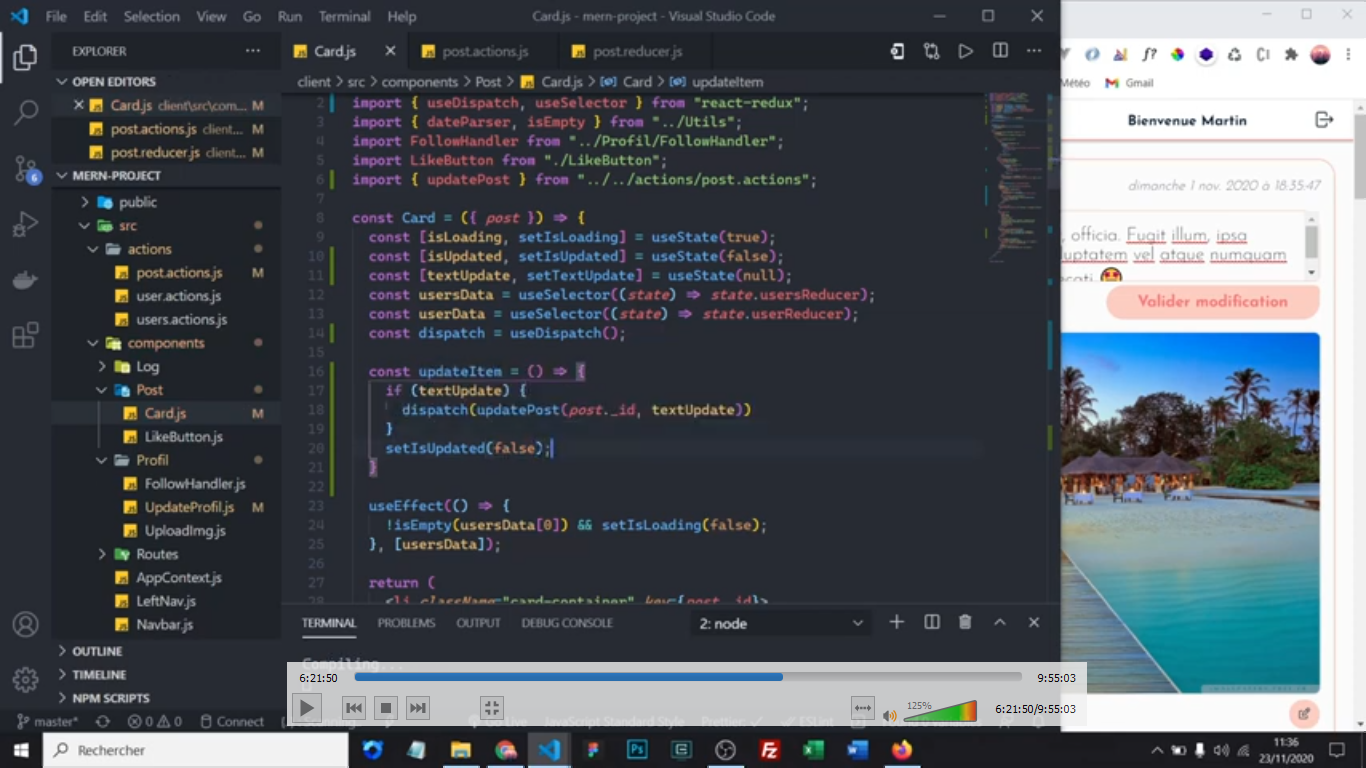 File Edit Selection View Go Run Terminal Help Card.js - mern-project - Visual Studio Code
EXPLORER
OPEN EDITORS
Card.js client\src\com... M
post.actions.js client... M
post.reducer.js client... M
MERN-PROJECT
public
src
actions
post.actions.js M
user.actions.js
users.actions.js
components
Log
Post
Card.js M
LikeButton.js
Profil
FollowHandler.js
UpdateProfil.js M
UploadImg.js
Routes
AppContext.js
LeftNav.js
Navbar.js
OUTLINE
TIMELINE
NPM SCRIPTS
6
Card.js post.actions.js post.reducer.js
client > src > components > Post > Card.js > Card > updateItem
2 import { useDispatch, useSelector } from "react-redux";
3 import { dateParser, isEmpty } from "../Utils";
4 import FollowHandler from "../Profil/FollowHandler";
5 import LikeButton from "./LikeButton";
6 import { updatePost } from "../../actions/post.actions";
7
8 const Card = ({ post }) => {
9 const [isLoading, setIsLoading] = useState(true);
10 const [isUpdated, setIsUpdated] = useState(false);
11 const [textUpdate, setTextUpdate] = useState(null);
12 const usersData = useSelector((state) => state.usersReducer);
13 const userData = useSelector((state) => state.userReducer);
14 const dispatch = useDispatch();
15
16 const updateItem = () => {
17 if (textUpdate) {
18 dispatch(updatePost(post._id, textUpdate))
19 }
20 setIsUpdated(false);
21 }
22
23 useEffect(() => {
24 !isEmpty(usersData[0]) && setIsLoading(false);
25 }, [usersData]);
26
27 return (
28 <li className="card-container" key={post._id}>
TERMINAL PROBLEMS OUTPUT DEBUG CONSOLE 2: node
Compiling...
6:21:50 9:55:03
125% 6:21:50/9:55:03
master* 0 0 Connect Go Live JavaScript Standard Style Prettier: ✓ ESLint
Météo Gmail
Bienvenue Martin
dimanche 1 nov. 2020 à 18:35:47
, officia. Fugit illum, ipsa
uptatem vel atque numquam
Valider modification
Rechercher
11:36
23/11/2020